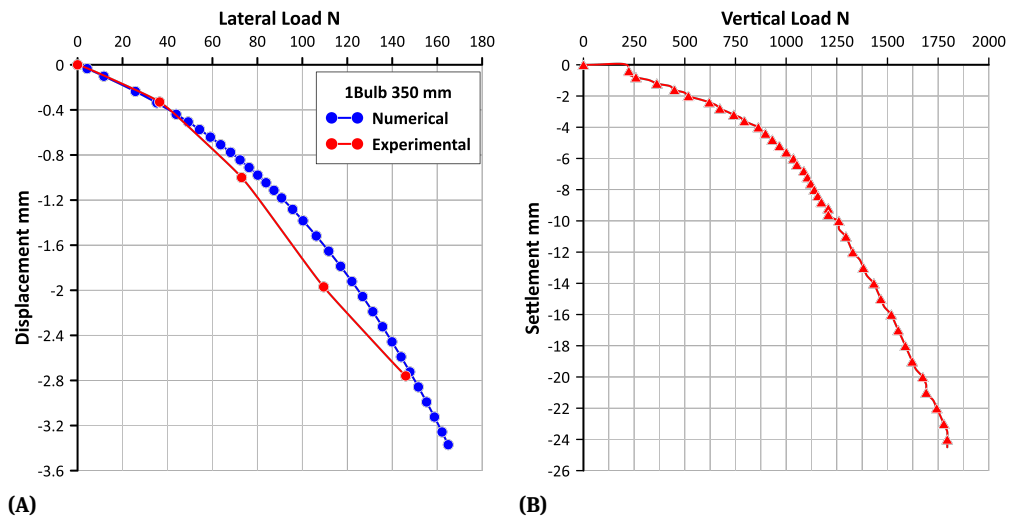 Lateral Load N
0 20 40 60 80 100 120 140 160 180
0
-0.4
-0.8
-1.2
-1.6
-2
-2.4
-2.8
-3.2
-3.6
Displacement mm
1Bulb 350 mm
Numerical
Experimental
(A)
Vertical Load N
0 250 500 750 1000 1250 1500 1750 2000
0
-2
-4
-6
-8
-10
-12
-14
-16
-18
-20
-22
-24
-26
Settlement mm
(B)